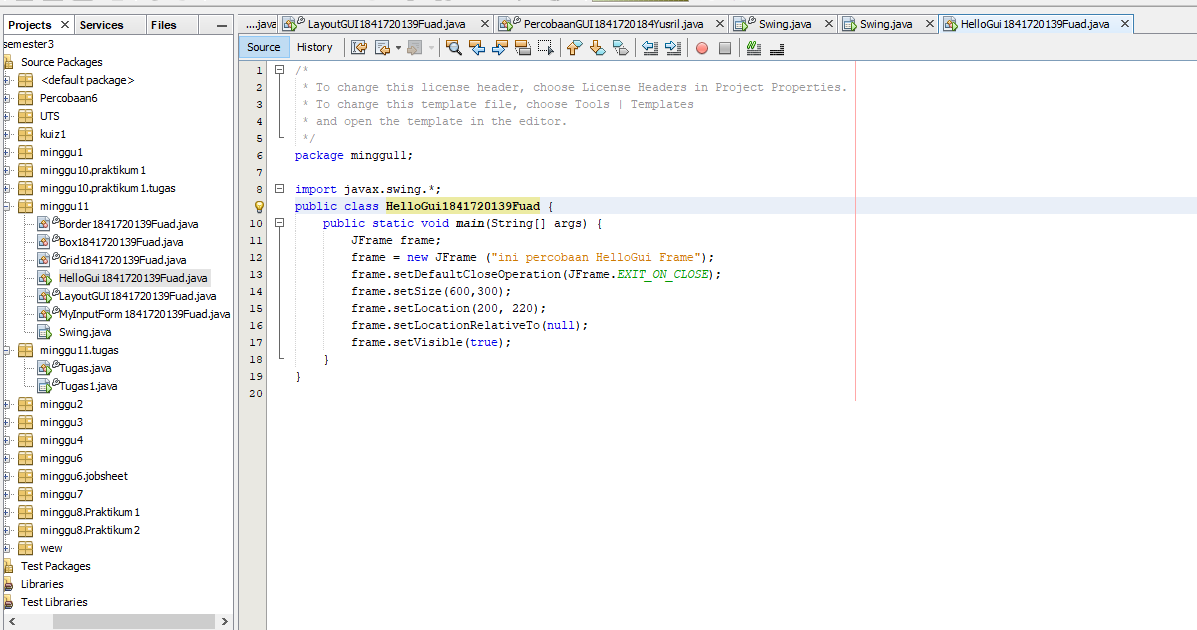 Projects
Services
Files
semester3
Source Packages
<default package>
Percobaan6
UTS
kuiz1
minggu1
minggu10.praktikum1
minggu10.praktikum1.tugas
minggu11
Border1841720139Fuad.java
Box1841720139Fuad.java
Grid1841720139Fuad.java
HelloGui1841720139Fuad.java
LayoutGUI1841720139Fuad.java
MyInputForm1841720139Fuad.java
Swing.java
minggu11.tugas
Tugas.java
Tugas1.java
minggu2
minggu3
minggu4
minggu6
minggu6.jobsheet
minggu7
minggu8.Praktikum1
minggu8.Praktikum2
wew
Test Packages
Libraries
Test Libraries
...java
LayoutGUI1841720139Fuad.java
PercobaanGUI1841720184Yusril.java
Swing.java
Swing.java
HelloGui1841720139Fuad.java
Source History
1 /*
2 * To change this license header, choose License Headers in Project Properties.
3 * To change this template file, choose Tools | Templates
4 * and open the template in the editor.
5 */
6 package minggu11;
7
8 import javax.swing.*;
public class HelloGui1841720139Fuad {
10 public static void main(String[] args) {
11 JFrame frame;
12 frame = new JFrame ("ini percobaan HelloGui Frame");
13 frame.setDefaultCloseOperation(JFrame.EXIT_ON_CLOSE);
14 frame.setSize(600,300);
15 frame.setLocation(200, 220);
16 frame.setLocationRelativeTo(null);
17 frame.setVisible(true);
18 }
19 }
20